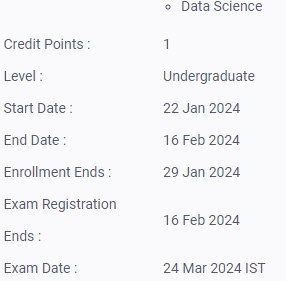 Data Science
Credit Points : 1
Level : Undergraduate
Start Date : 22 Jan 2024
End Date : 16 Feb 2024
Enrollment Ends : 29 Jan 2024
Exam Registration
Ends : 16 Feb 2024
Exam Date : 24 Mar 2024 IST